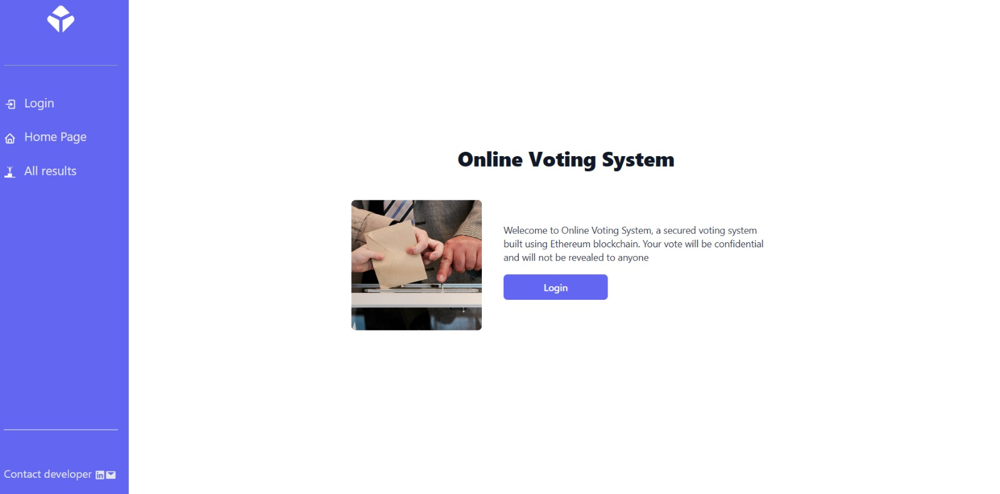 Login
Home Page
All results
Contact developer
Online Voting System
Welcome to Online Voting System, a secured voting system
built using Ethereum blockchain. Your vote will be confidential
and will not be revealed to anyone
Login